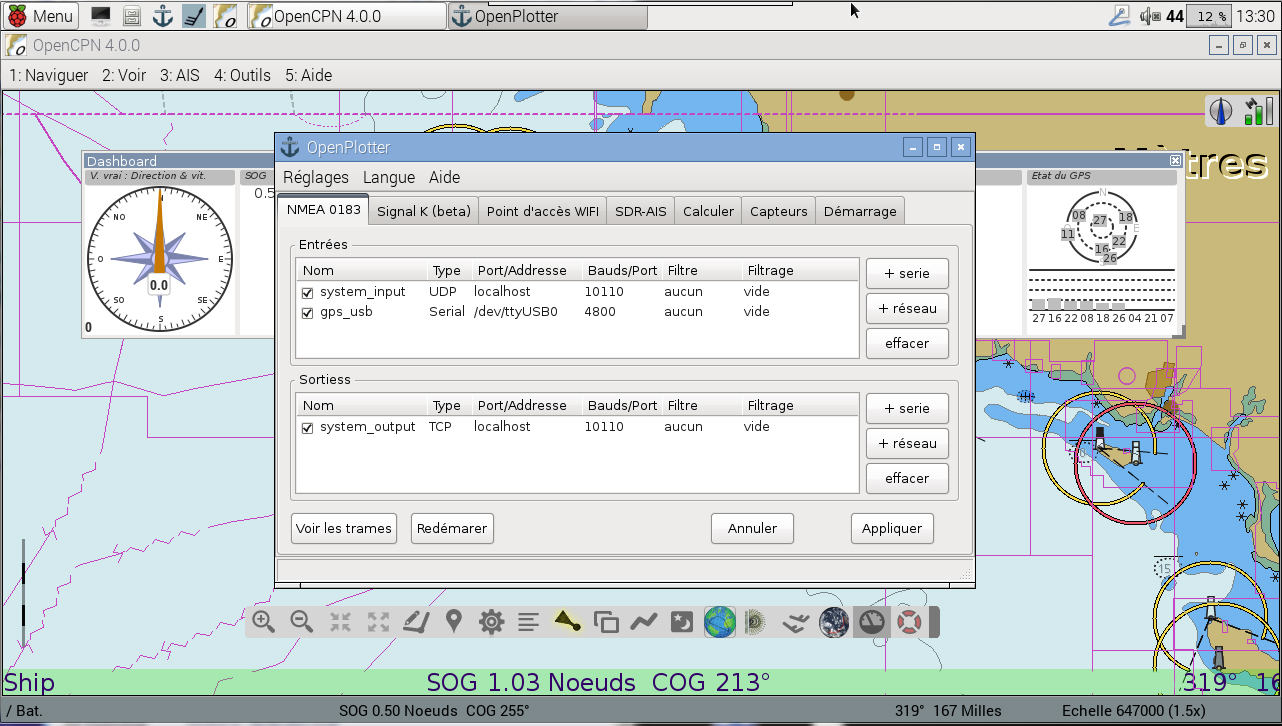 Menu OpenCPN 4.0.0 OpenPlotter 44 12 % 13:30
OpenCPN 4.0.0
1: Naviguer 2: Voir 3: AIS 4: Outils 5: Aide
Dashboard
V. vrai : Direction & vit. SOG
0.5
N
NO NE
O E
SO SE
S
0.0
0
OpenPlotter
Réglages Langue Aide
NMEA 0183 Signal K (beta) Point d'accès WIFI SDR-AIS Calculer Capteurs Démarrage
Entrées
Nom Type Port/Addresse Bauds/Port Filtre Filtrage
system_input UDP localhost 10110 aucun vide
gps_usb Serial /dev/ttyUSB0 4800 aucun vide
+ serie
+ réseau
effacer
Sortiess
Nom Type Port/Addresse Bauds/Port Filtre Filtrage
system_output TCP localhost 10110 aucun vide
+ serie
+ réseau
effacer
Voir les trames Redémarer Annuler Appliquer
Mètres
Etat du GPS
N
08 27 18
11 E
22
16
26
27 16 22 08 18 26 04 21 07
15
Ship SOG 1.03 Noeuds COG 213° 319° 16
/ Bat. SOG 0.50 Noeuds COG 255° 319° 167 Milles Echelle 647000 (1.5x)